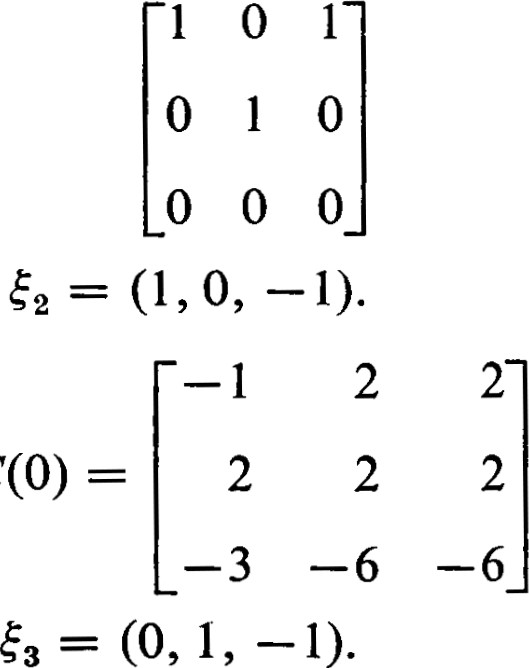 1 0 1
0 1 0
0 0 0
ξ₂ = (1, 0, −1).
−1 2 2
(0) = 2 2 2
−3 −6 −6
ξ₃ = (0, 1, −1).